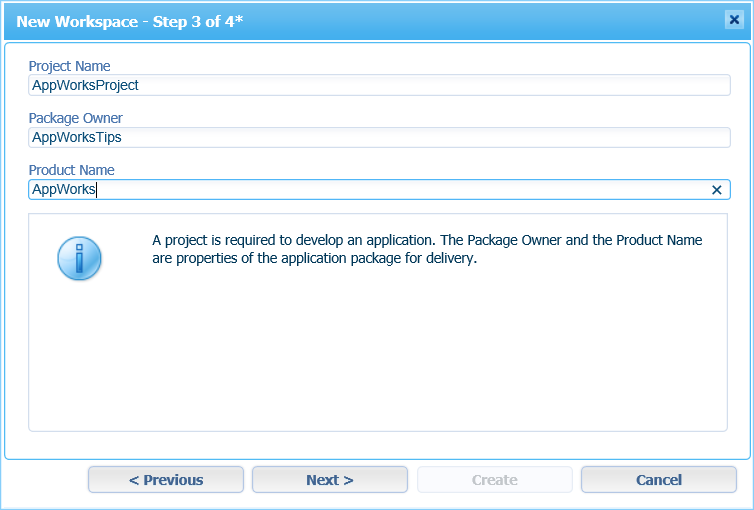 New Workspace - Step 3 of 4*
Project Name
AppWorksProject
Package Owner
AppWorksTips
Product Name
AppWorks
A project is required to develop an application. The Package Owner and the Product Name
are properties of the application package for delivery.
< Previous
Next >
Create
Cancel